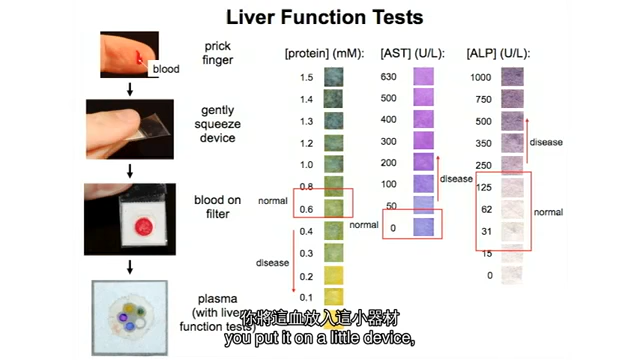 Liver Function Tests
prick
finger
blood
gently
squeeze
device
blood on
filter
plasma
(with liver
function tests)
[protein] (mM):
1.5
1.4
1.3
1.2
1.0
0.8
0.6
0.4
0.3
0.2
0.1
normal
disease
[AST] (U/L):
630
500
400
300
200
100
50
0
normal
disease
[ALP] (U/L):
1000
750
500
350
250
125
62
31
15
0
disease
normal
你將這血放入這小器材
you put it on a little device,